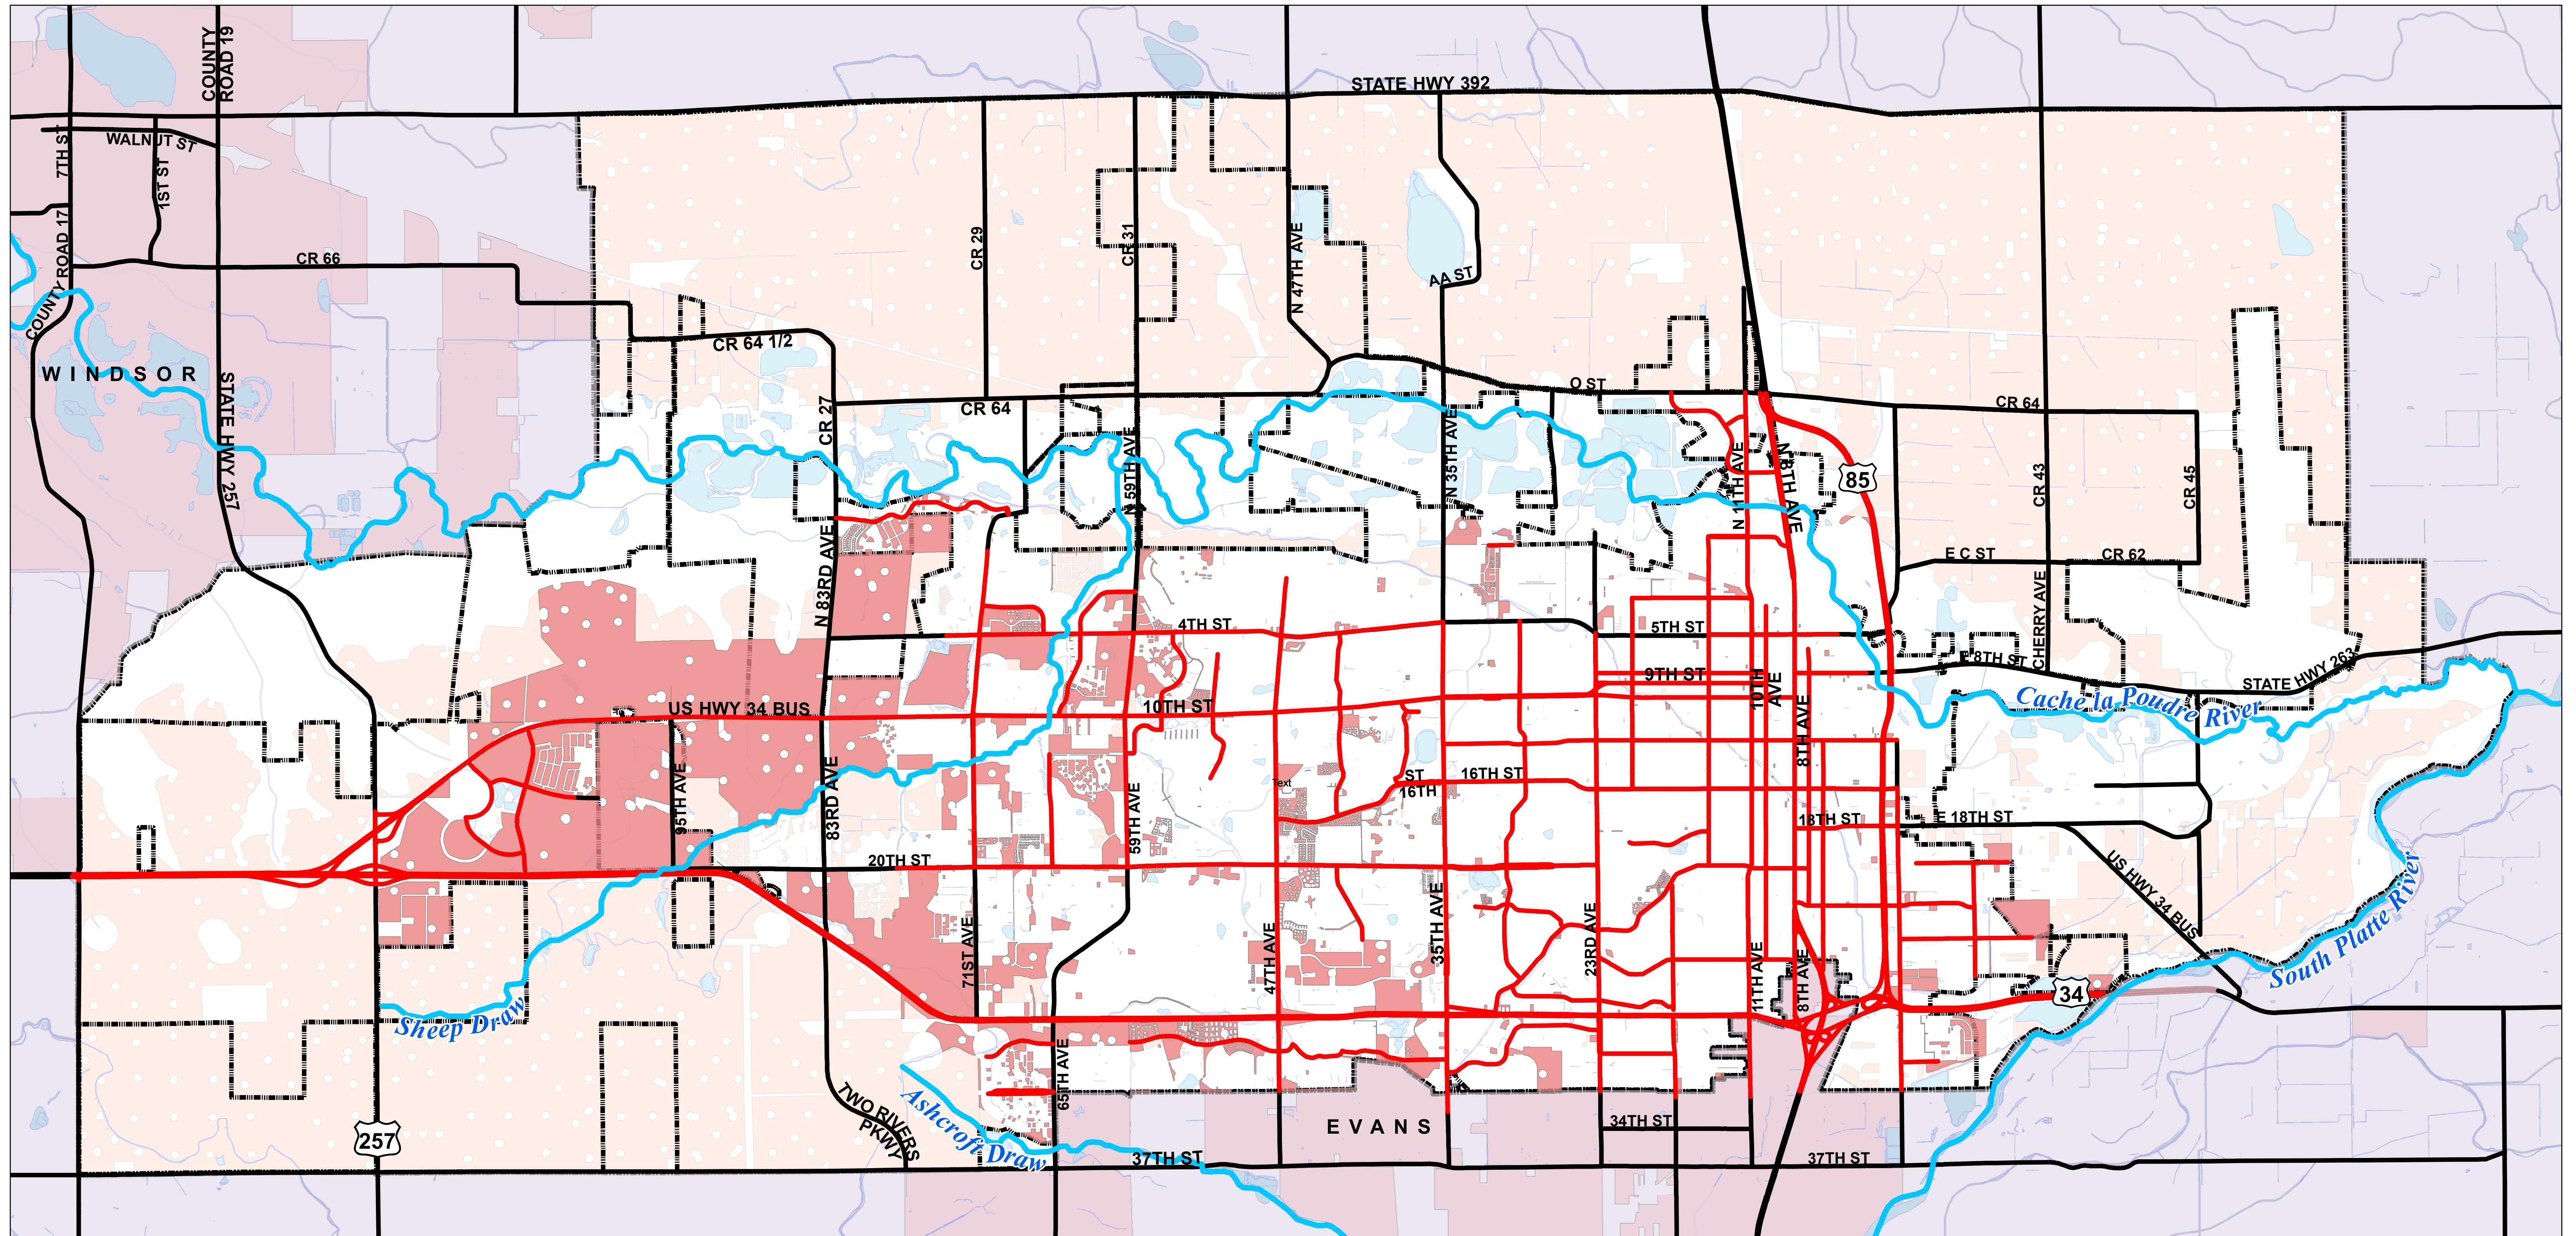 COUNTY
ROAD 19
STATE HWY 392
7TH ST
WALNUT ST
1ST ST
COUNTY ROAD 17
CR 66
CR 29
CR 31
N 47TH AVE
AA ST
CR 64 1/2
WINDSOR
STATE HWY 257
CR 27
CR 64
O ST
CR 64
N 59TH AVE
N 35TH AVE
N 11TH AVE
N 8TH AVE
85
CR 43
CR 45
N 83RD AVE
E C ST
CR 62
CHERRY AVE
4TH ST
5TH ST
9TH ST
10TH
AVE
8TH AVE
E 8TH ST
STATE HWY 263
Cache la Poudre River
US HWY 34 BUS
10TH ST
95TH AVE
83RD AVE
59TH AVE
Text
ST
16TH
16TH ST
18TH ST
E 18TH ST
US HWY 34 BUS
20TH ST
71ST AVE
47TH AVE
35TH AVE
23RD AVE
11TH AVE
8TH AVE
34
South Platte River
Sheep Draw
65TH AVE
TWO RIVERS
PKWY
Ashcroft Draw
257
EVANS
34TH ST
37TH ST
37TH ST